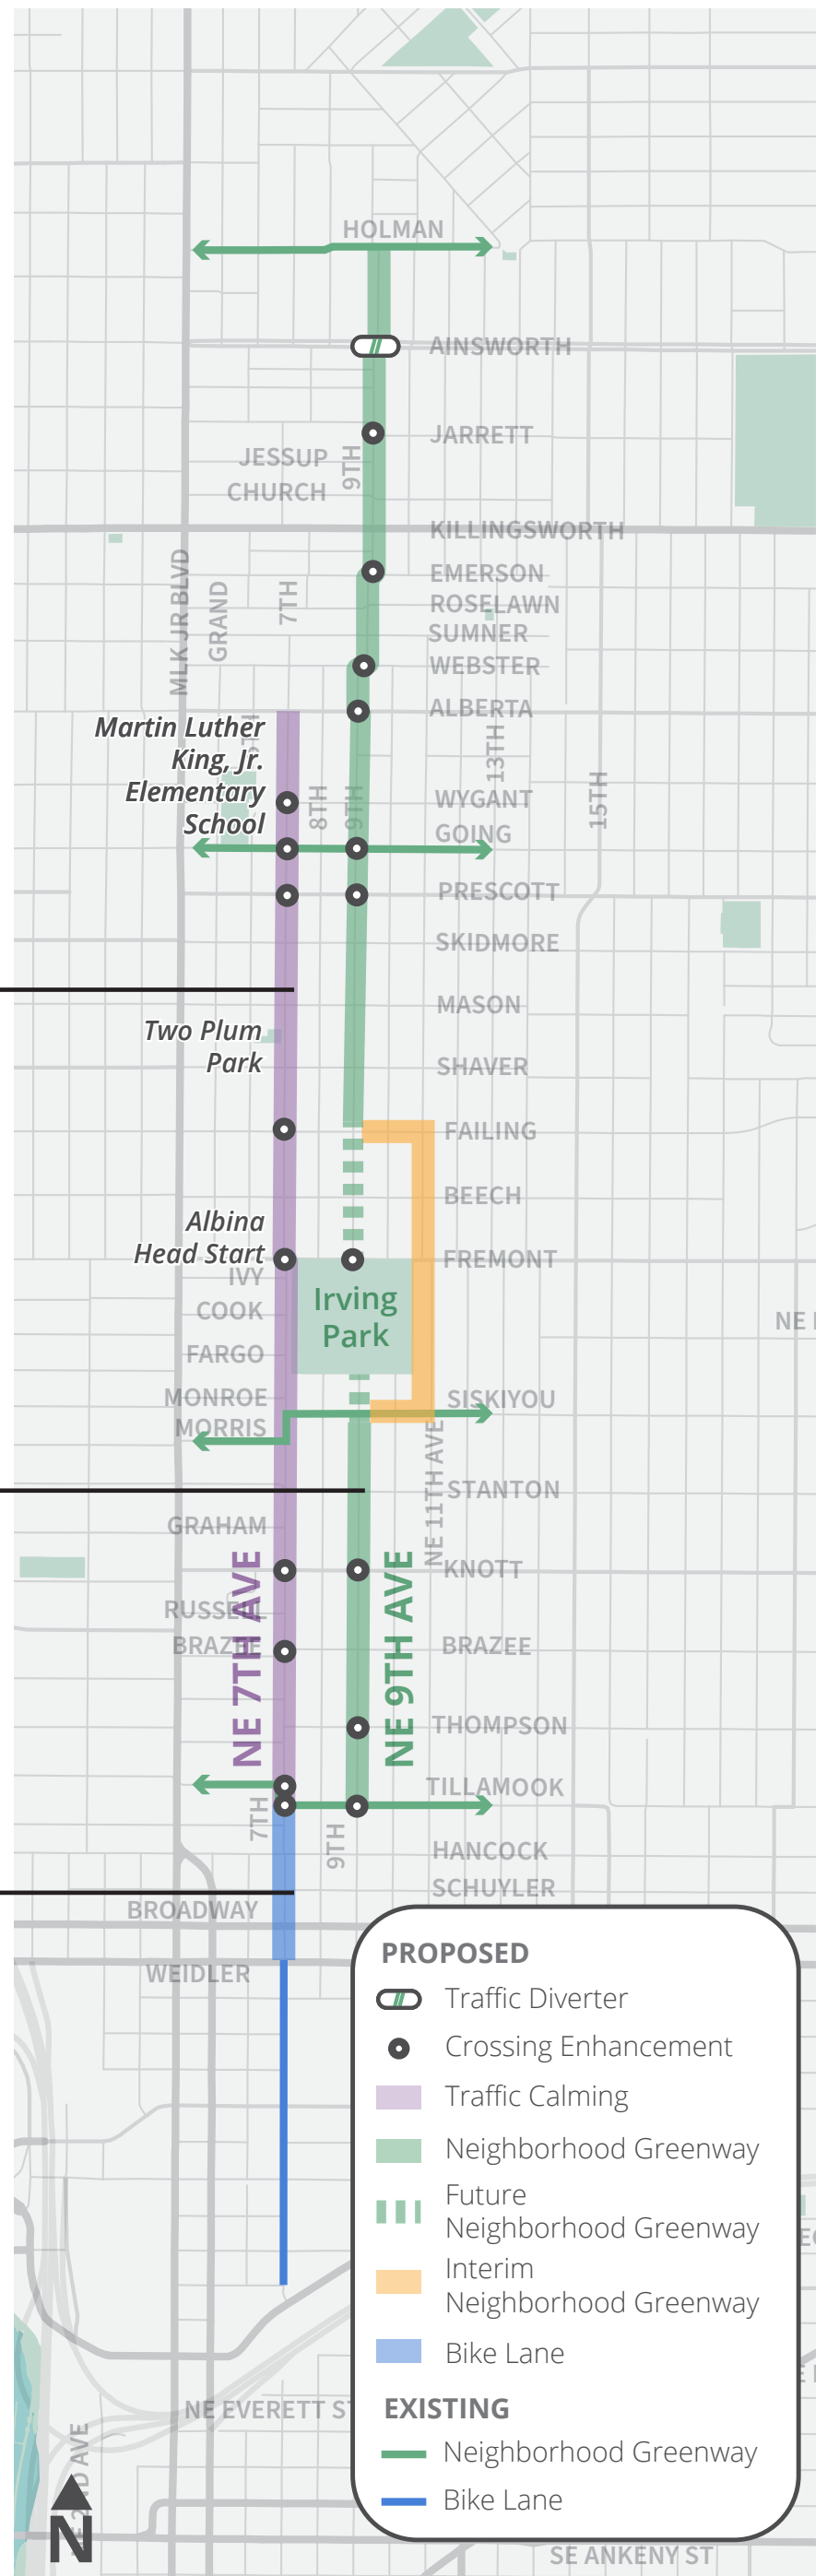 HOLMAN
AINSWORTH
JARRETT
JESSUP
9TH
CHURCH
KILLINGSWORTH
MLK JR BLVD
GRAND
7TH
EMERSON
ROSELAWN
SUMNER
WEBSTER
ALBERTA
Martin Luther
King, Jr.
Elementary
School
13TH
15TH
8TH
9TH
WYGANT
GOING
PRESCOTT
SKIDMORE
MASON
Two Plum
Park
SHAVER
FAILING
BEECH
Albina
Head Start
FREMONT
IVY
Irving
Park
COOK
NE
FARGO
MONROE
SISKIYOU
MORRIS
NE 11TH AVE
STANTON
GRAHAM
KNOTT
NE 7TH AVE
NE 9TH AVE
RUSSELL
BRAZEE
BRAZEE
THOMPSON
TILLAMOOK
7TH
9TH
HANCOCK
SCHUYLER
BROADWAY
WEIDLER
PROPOSED
Traffic Diverter
Crossing Enhancement
Traffic Calming
Neighborhood Greenway
Future
Neighborhood Greenway
Interim
Neighborhood Greenway
Bike Lane
EXISTING
Neighborhood Greenway
Bike Lane
NE EVERETT ST
N
SE ANKENY ST